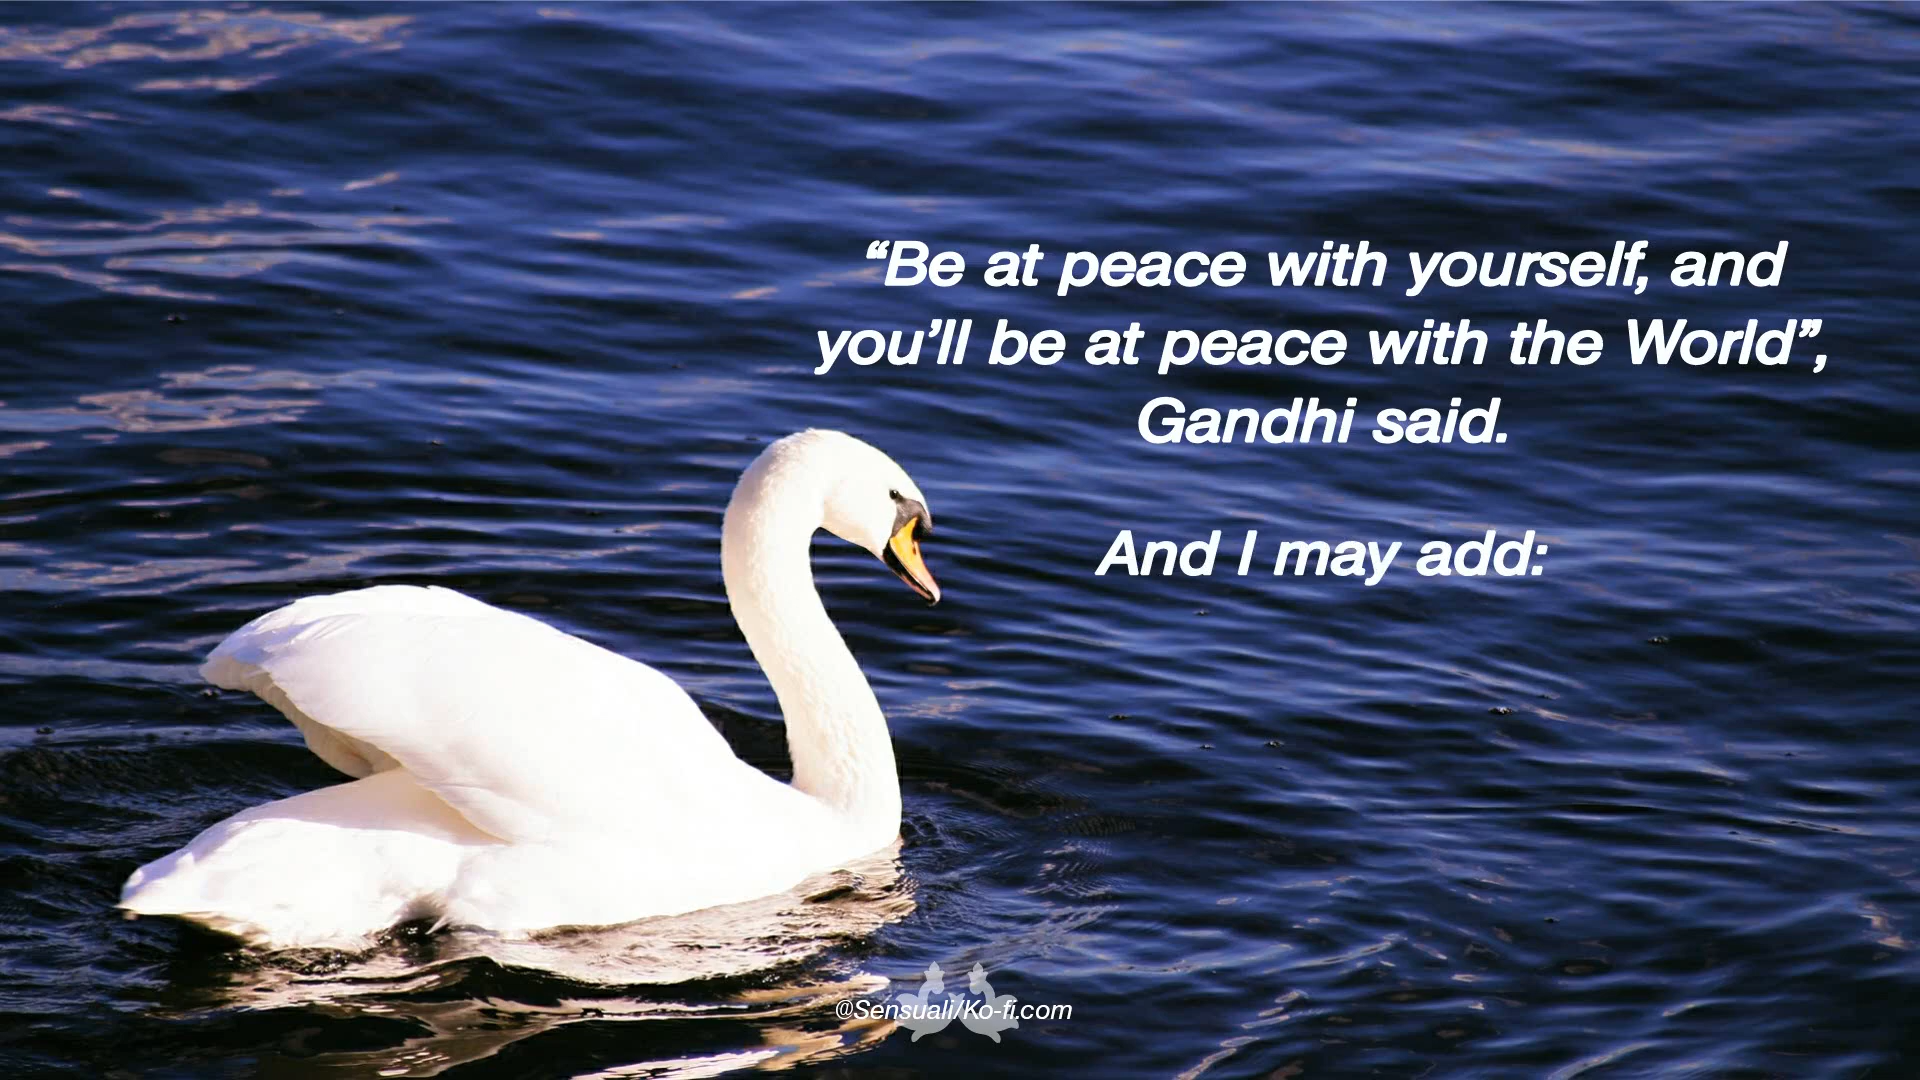 “Be at peace with yourself, and
you’ll be at peace with the World”,
Gandhi said.
And I may add:
@Sensuali/Ko-fi.com